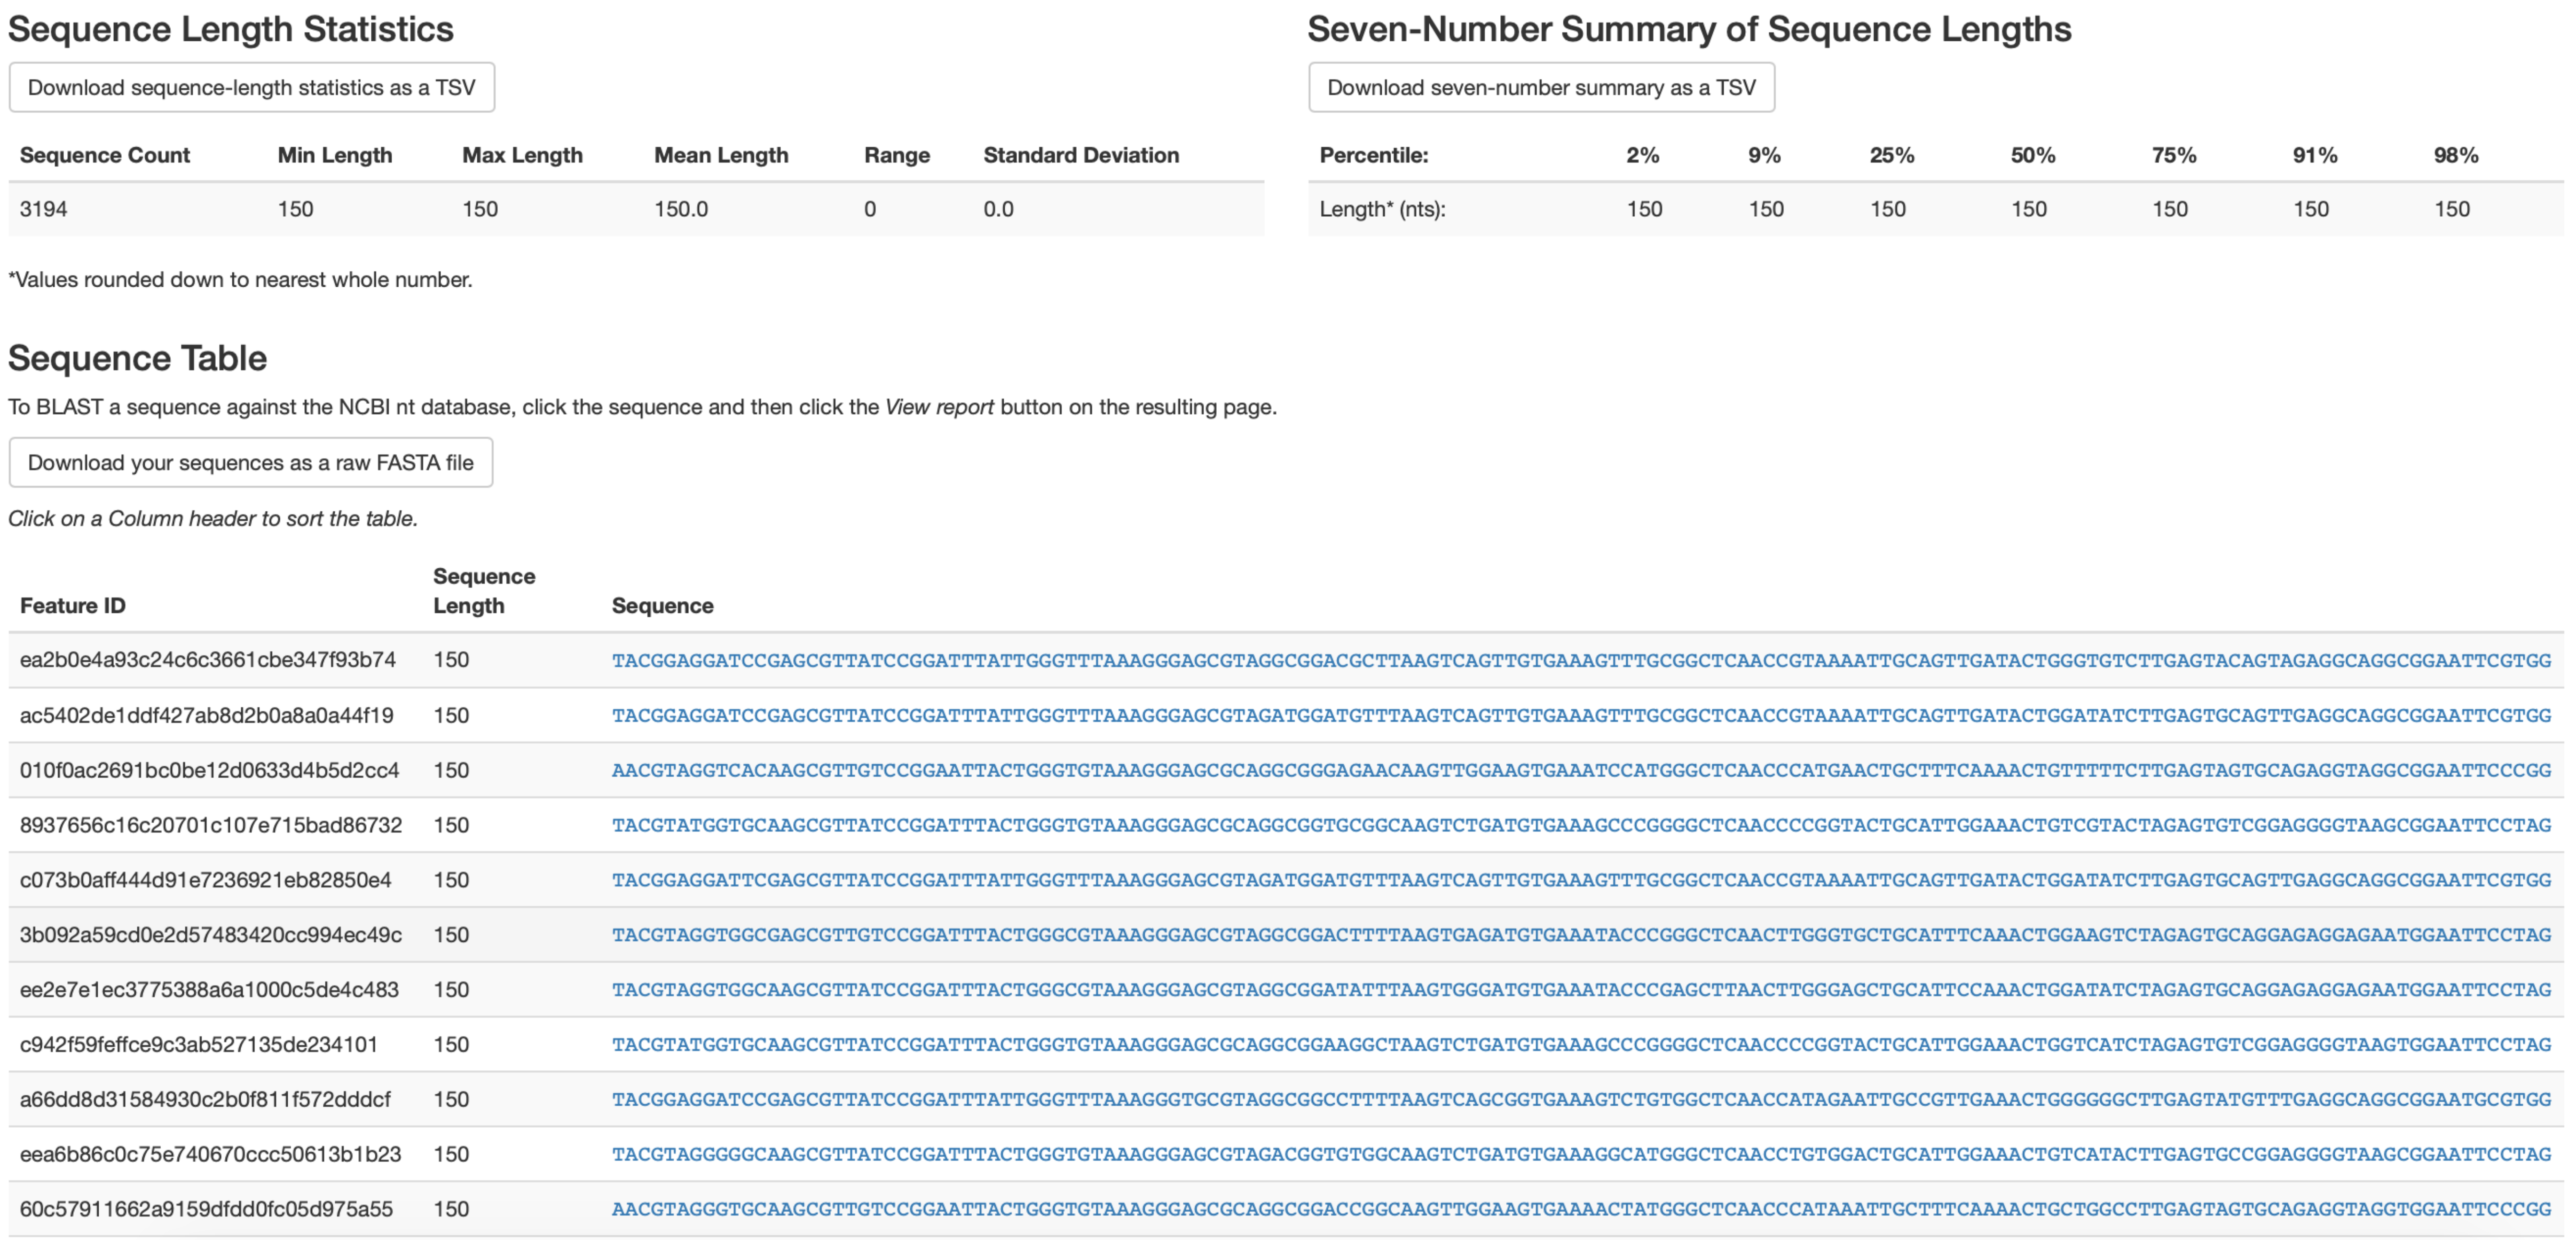 Sequence Length Statistics
Download sequence-length statistics as a TSV
Sequence Count Min Length Max Length Mean Length Range Standard Deviation
3194 150 150 150.0 0 0.0
*Values rounded down to nearest whole number.
Seven-Number Summary of Sequence Lengths
Download seven-number summary as a TSV
Percentile: 2% 9% 25% 50% 75% 91% 98%
Length* (nts): 150 150 150 150 150 150 150
Sequence Table
To BLAST a sequence against the NCBI nt database, click the sequence and then click the View report button on the resulting page.
Download your sequences as a raw FASTA file
Click on a Column header to sort the table.
Feature ID Sequence Length Sequence
ea2b0e4a93c24c6c3661cbe347f93b74 150 TACGGAGGATCCGAGCGTTATCCGGATTTATTGGGTTTAAAGGGAGCGTAGGCGGACGCTTAAGTCAGTTGTGAAAGTTTGCGGCTCAACCGTAAAATTGCAGTTGATACTGGGTGTCTTGAGTACAGTAGAGGCAGGCGGAATTCGTGG
ac5402de1ddf427ab8d2b0a8a0a44f19 150 TACGGAGGATCCGAGCGTTATCCGGATTTATTGGGTTTAAAGGGAGCGTAGATGGATGTTTAAGTCAGTTGTGAAAGTTTGCGGCTCAACCGTAAAATTGCAGTTGATACTGGATATCTTGAGTGCAGTTGAGGCAGGCGGAATTCGTGG
010f0ac2691bc0be12d0633d4b5d2cc4 150 AACGTAGGTCACAAGCGTTGTCCGGAATTACTGGGTGTAAAGGGAGCGCAGGCGGGAGAACAAGTTGGAAGTGAAATCCATGGGCTCAACCCATGAACTGCTTTCAAAACTGTTTTTCTTGAGTAGTGCAGAGGTAGGCGGAATTCCCGG
8937656c16c20701c107e715bad86732 150 TACGTATGGTGCAAGCGTTATCCGGATTTACTGGGTGTAAAGGGAGCGCAGGCGGTGCGGCAAGTCTGATGTGAAAGCCCGGGGCTCAACCCCGGTACTGCATTGGAAACTGTCGTACTAGAGTGTCGGAGGGGTAAGCGGAATTCCTAG
c073b0aff444d91e7236921eb82850e4 150 TACGGAGGATTCGAGCGTTATCCGGATTTATTGGGTTTAAAGGGAGCGTAGATGGATGTTTAAGTCAGTTGTGAAAGTTTGCGGCTCAACCGTAAAATTGCAGTTGATACTGGATATCTTGAGTGCAGTTGAGGCAGGCGGAATTCGTGG
3b092a59cd0e2d57483420cc994ec49c 150 TACGTAGGTGGCGAGCGTTGTCCGGATTTACTGGGCGTAAAGGGAGCGTAGGCGGACTTTTAAGTGAGATGTGAAATACCCGGGCTCAACTTGGGTGCTGCATTTCAAACTGGAAGTCTAGAGTGCAGGAGAGGAGAATGGAATTCCTAG
ee2e7e1ec3775388a6a1000c5de4c483 150 TACGTAGGTGGCAAGCGTTATCCGGATTTACTGGGCGTAAAGGGAGCGTAGGCGGATATTTAAGTGGGATGTGAAATACCCGAGCTTAACTTGGGAGCTGCATTCCAAACTGGATATCTAGAGTGCAGGAGAGGAGAATGGAATTCCTAG
c942f59feffce9c3ab527135de234101 150 TACGTATGGTGCAAGCGTTATCCGGATTTACTGGGTGTAAAGGGAGCGCAGGCGGAAGGCTAAGTCTGATGTGAAAGCCCGGGGCTCAACCCCGGTACTGCATTGGAAACTGGTCATCTAGAGTGTCGGAGGGGTAAGTGGAATTCCTAG
a66dd8d31584930c2b0f811f572dddcf 150 TACGGAGGATCCGAGCGTTATCCGGATTTATTGGGTTTAAAGGGTGCGTAGGCGGCCTTTTAAGTCAGCGGTGAAAGTCTGTGGCTCAACCATAGAATTGCCGTTGAAACTGGGGGGCTTGAGTATGTTTGAGGCAGGCGGAATGCGTGG
eea6b86c0c75e740670ccc50613b1b23 150 TACGTAGGGGGCAAGCGTTATCCGGATTTACTGGGTGTAAAGGGAGCGTAGACGGTGTGGCAAGTCTGATGTGAAAGGCATGGGCTCAACCTGTGGACTGCATTGGAAACTGTCATACTTGAGTGCCGGAGGGGTAAGCGGAATTCCTAG
60c57911662a9159dfdd0fc05d975a55 150 AACGTAGGGTGCAAGCGTTGTCCGGAATTACTGGGTGTAAAGGGAGCGCAGGCGGACCGGCAAGTTGGAAGTGAAAACTATGGGCTCAACCCATAAATTGCTTTCAAAACTGCTGGCCTTGAGTAGTGCAGAGGTAGGTGGAATTCCCGG